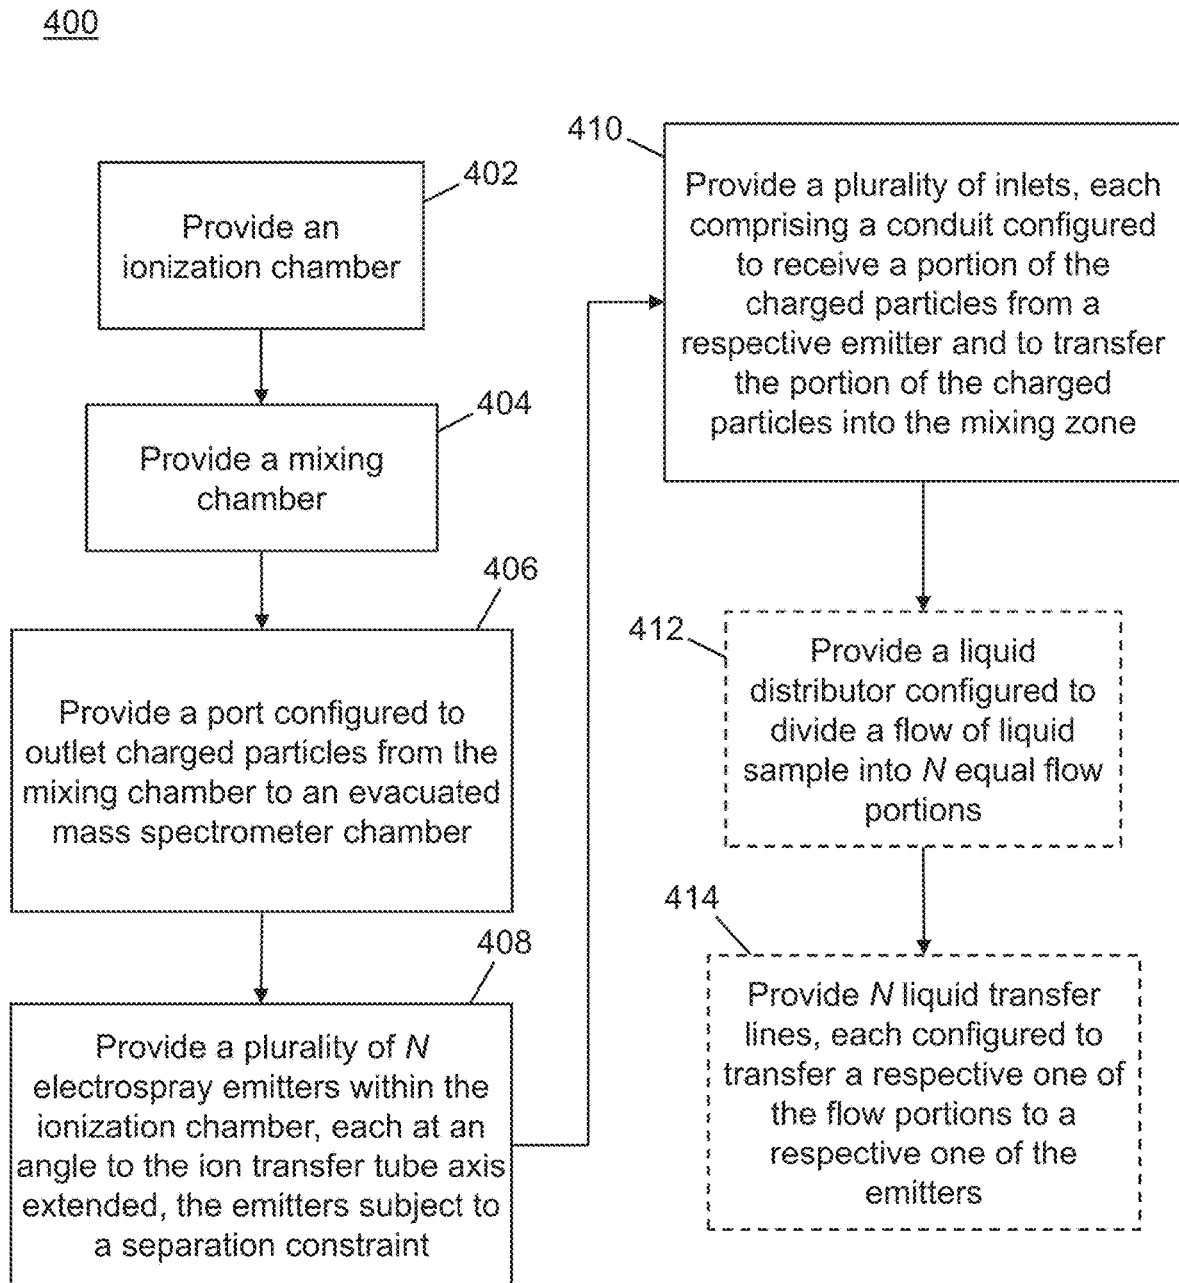 400
402
Provide an
ionization chamber
404
Provide a mixing
chamber
406
Provide a port configured to
outlet charged particles from the
mixing chamber to an evacuated
mass spectrometer chamber
408
Provide a plurality of N
electrospray emitters within the
ionization chamber, each at an
angle to the ion transfer tube axis
extended, the emitters subject to
a separation constraint
410
Provide a plurality of inlets, each
comprising a conduit configured
to receive a portion of the
charged particles from a
respective emitter and to transfer
the portion of the charged
particles into the mixing zone
412
Provide a liquid
distributor configured to
divide a flow of liquid
sample into N equal flow
portions
414
Provide N liquid transfer
lines, each configured to
transfer a respective one of
the flow portions to a
respective one of the
emitters